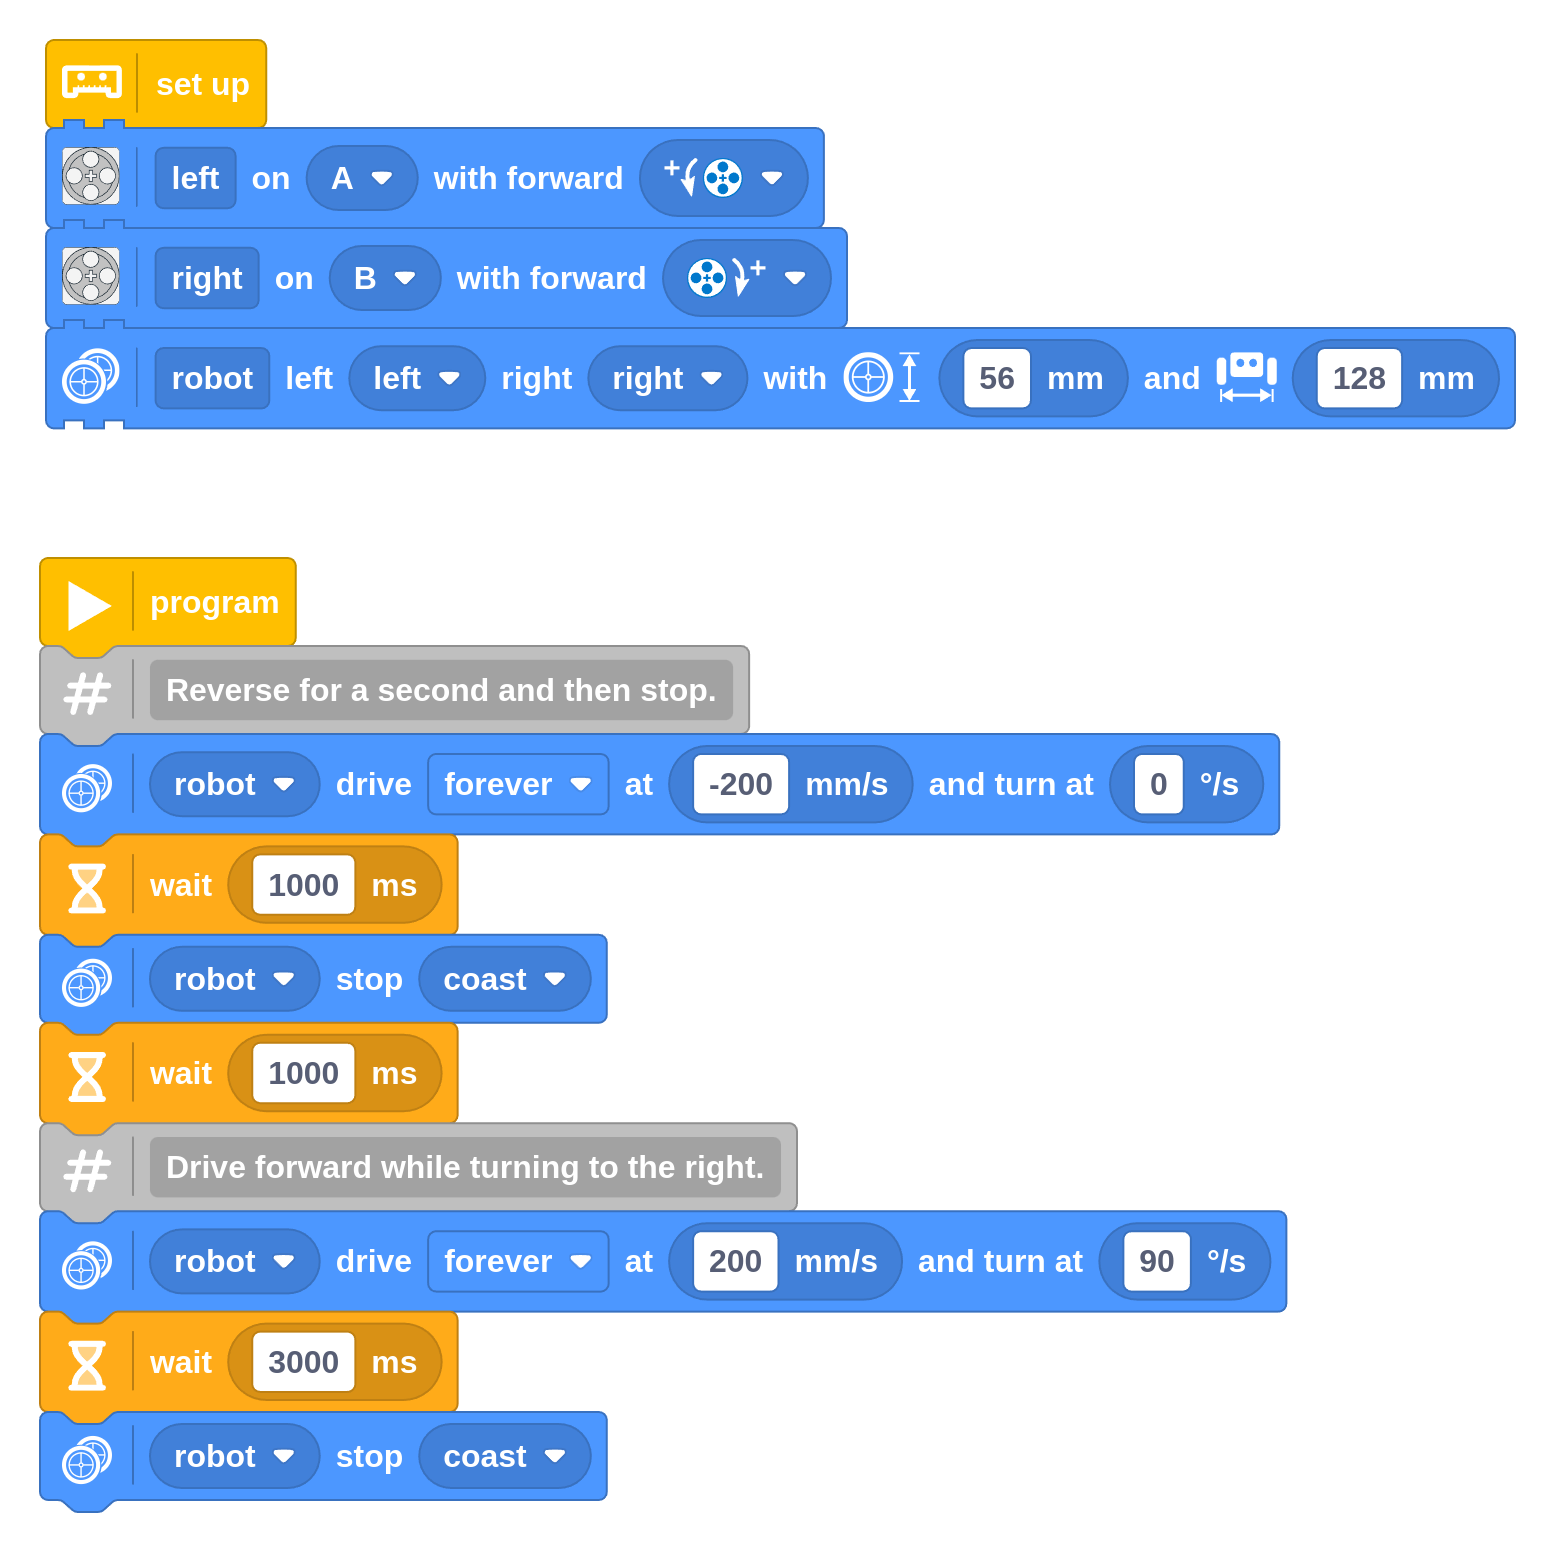 set up
left on A with forward +
right on B with forward +
robot left left right right with 56 mm and 128 mm
program
# Reverse for a second and then stop.
robot drive forever at -200 mm/s and turn at 0 °/s
wait 1000 ms
robot stop coast
wait 1000 ms
# Drive forward while turning to the right.
robot drive forever at 200 mm/s and turn at 90 °/s
wait 3000 ms
robot stop coast